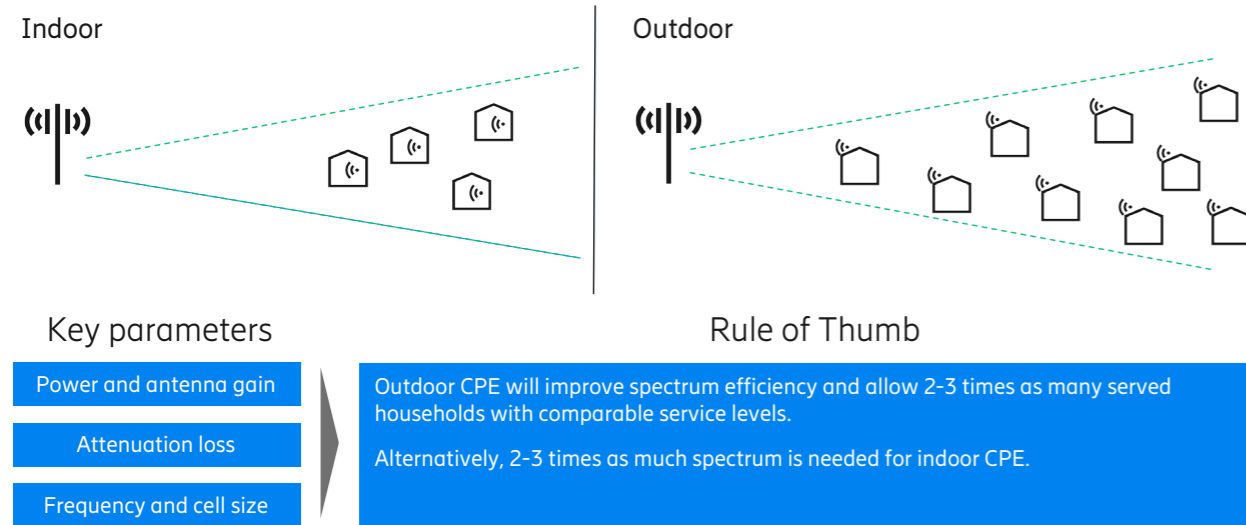 Indoor
Outdoor
Key parameters
Rule of Thumb
Power and antenna gain
Attenuation loss
Frequency and cell size
Outdoor CPE will improve spectrum efficiency and allow 2-3 times as many served
households with comparable service levels.
Alternatively, 2-3 times as much spectrum is needed for indoor CPE.